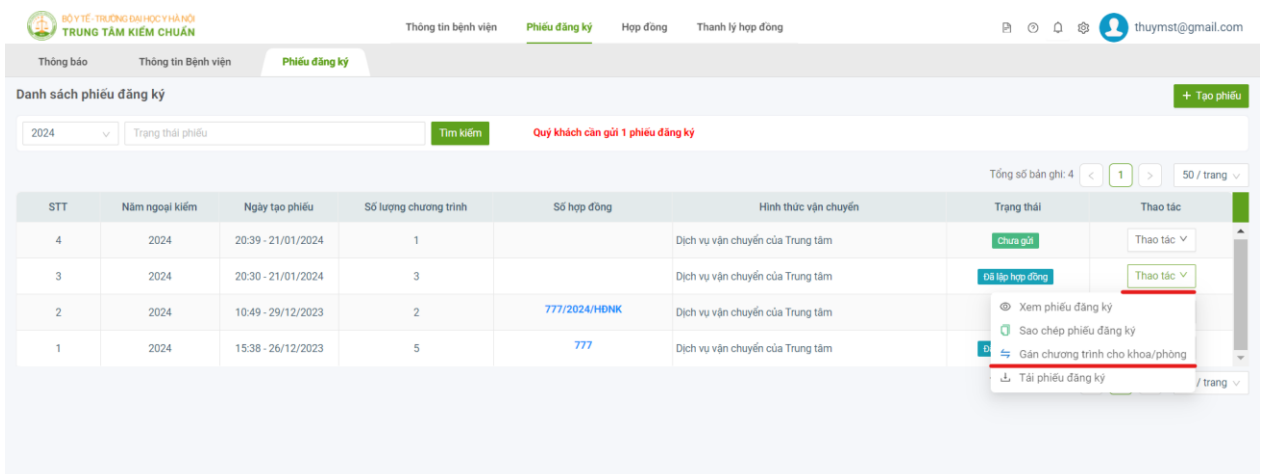 BỘ Y TẾ - TRƯỜNG ĐẠI HỌC Y HÀ NỘI
TRUNG TÂM KIỂM CHUẨN
Thông tin bệnh viện Phiếu đăng ký Hợp đồng Thanh lý hợp đồng thuymst@gmail.com
Thông báo Thông tin Bệnh viện Phiếu đăng ký
Danh sách phiếu đăng ký + Tạo phiếu
2024 Trạng thái phiếu Tìm kiếm Quý khách cần gửi 1 phiếu đăng ký
Tổng số bản ghi: 4 < 1 > 50 / trang
STT Năm ngoại kiểm Ngày tạo phiếu Số lượng chương trình Số hợp đồng Hình thức vận chuyển Trạng thái Thao tác
4 2024 20:39 - 21/01/2024 1 Dịch vụ vận chuyển của Trung tâm Chưa gửi Thao tác
3 2024 20:30 - 21/01/2024 3 Dịch vụ vận chuyển của Trung tâm Đã lập hợp đồng Thao tác
2 2024 10:49 - 29/12/2023 2 777/2024/HĐNK Dịch vụ vận chuyển của Trung tâm
1 2024 15:38 - 26/12/2023 5 777 Dịch vụ vận chuyển của Trung tâm
Xem phiếu đăng ký
Sao chép phiếu đăng ký
Gán chương trình cho khoa/phòng
Tải phiếu đăng ký
/ trang